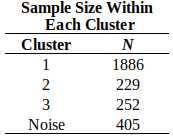 Sample Size Within
Each Cluster
Cluster N
1 1886
2 229
3 252
Noise 405